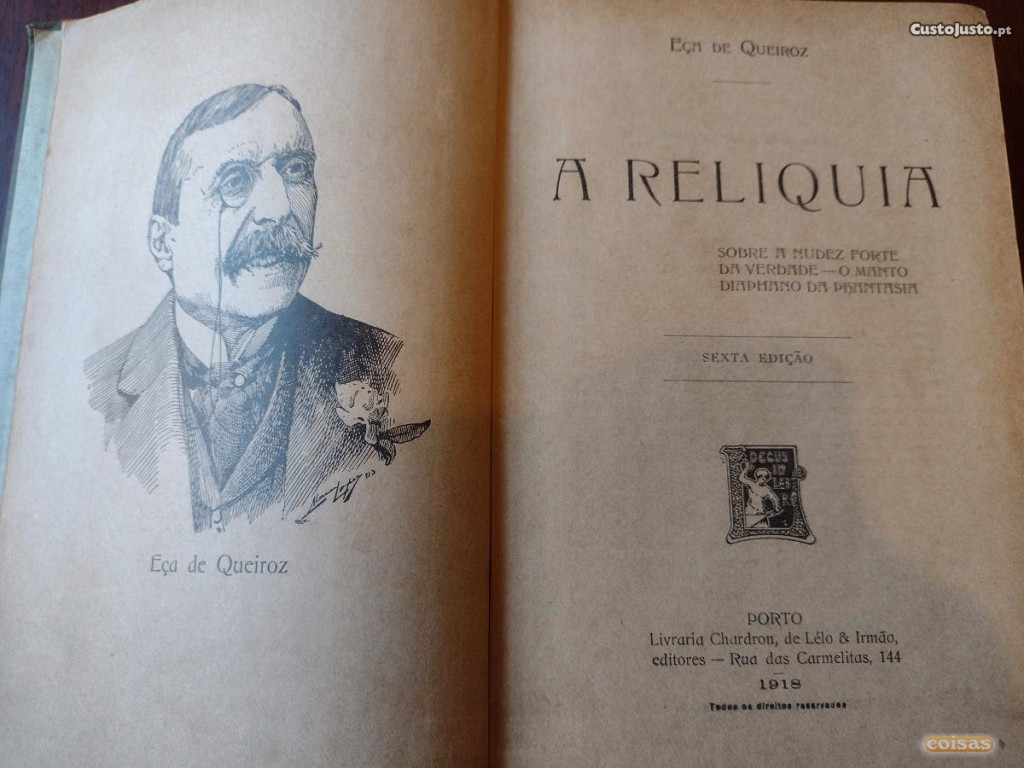 Eça de Queiroz
CustoJusto.pt
Eça de Queiroz
A RELIQUIA
SOBRE A NUDEZ FORTE
DA VERDADE — O MANTO
DIAPHANO DA PHANTASIA
SEXTA EDIÇÃO
DECUS
IN
PORTO
Livraria Chardron, de Lélo & Irmão,
editores — Rua das Carmelitas, 144
1918
Todos os direitos reservados
coisas